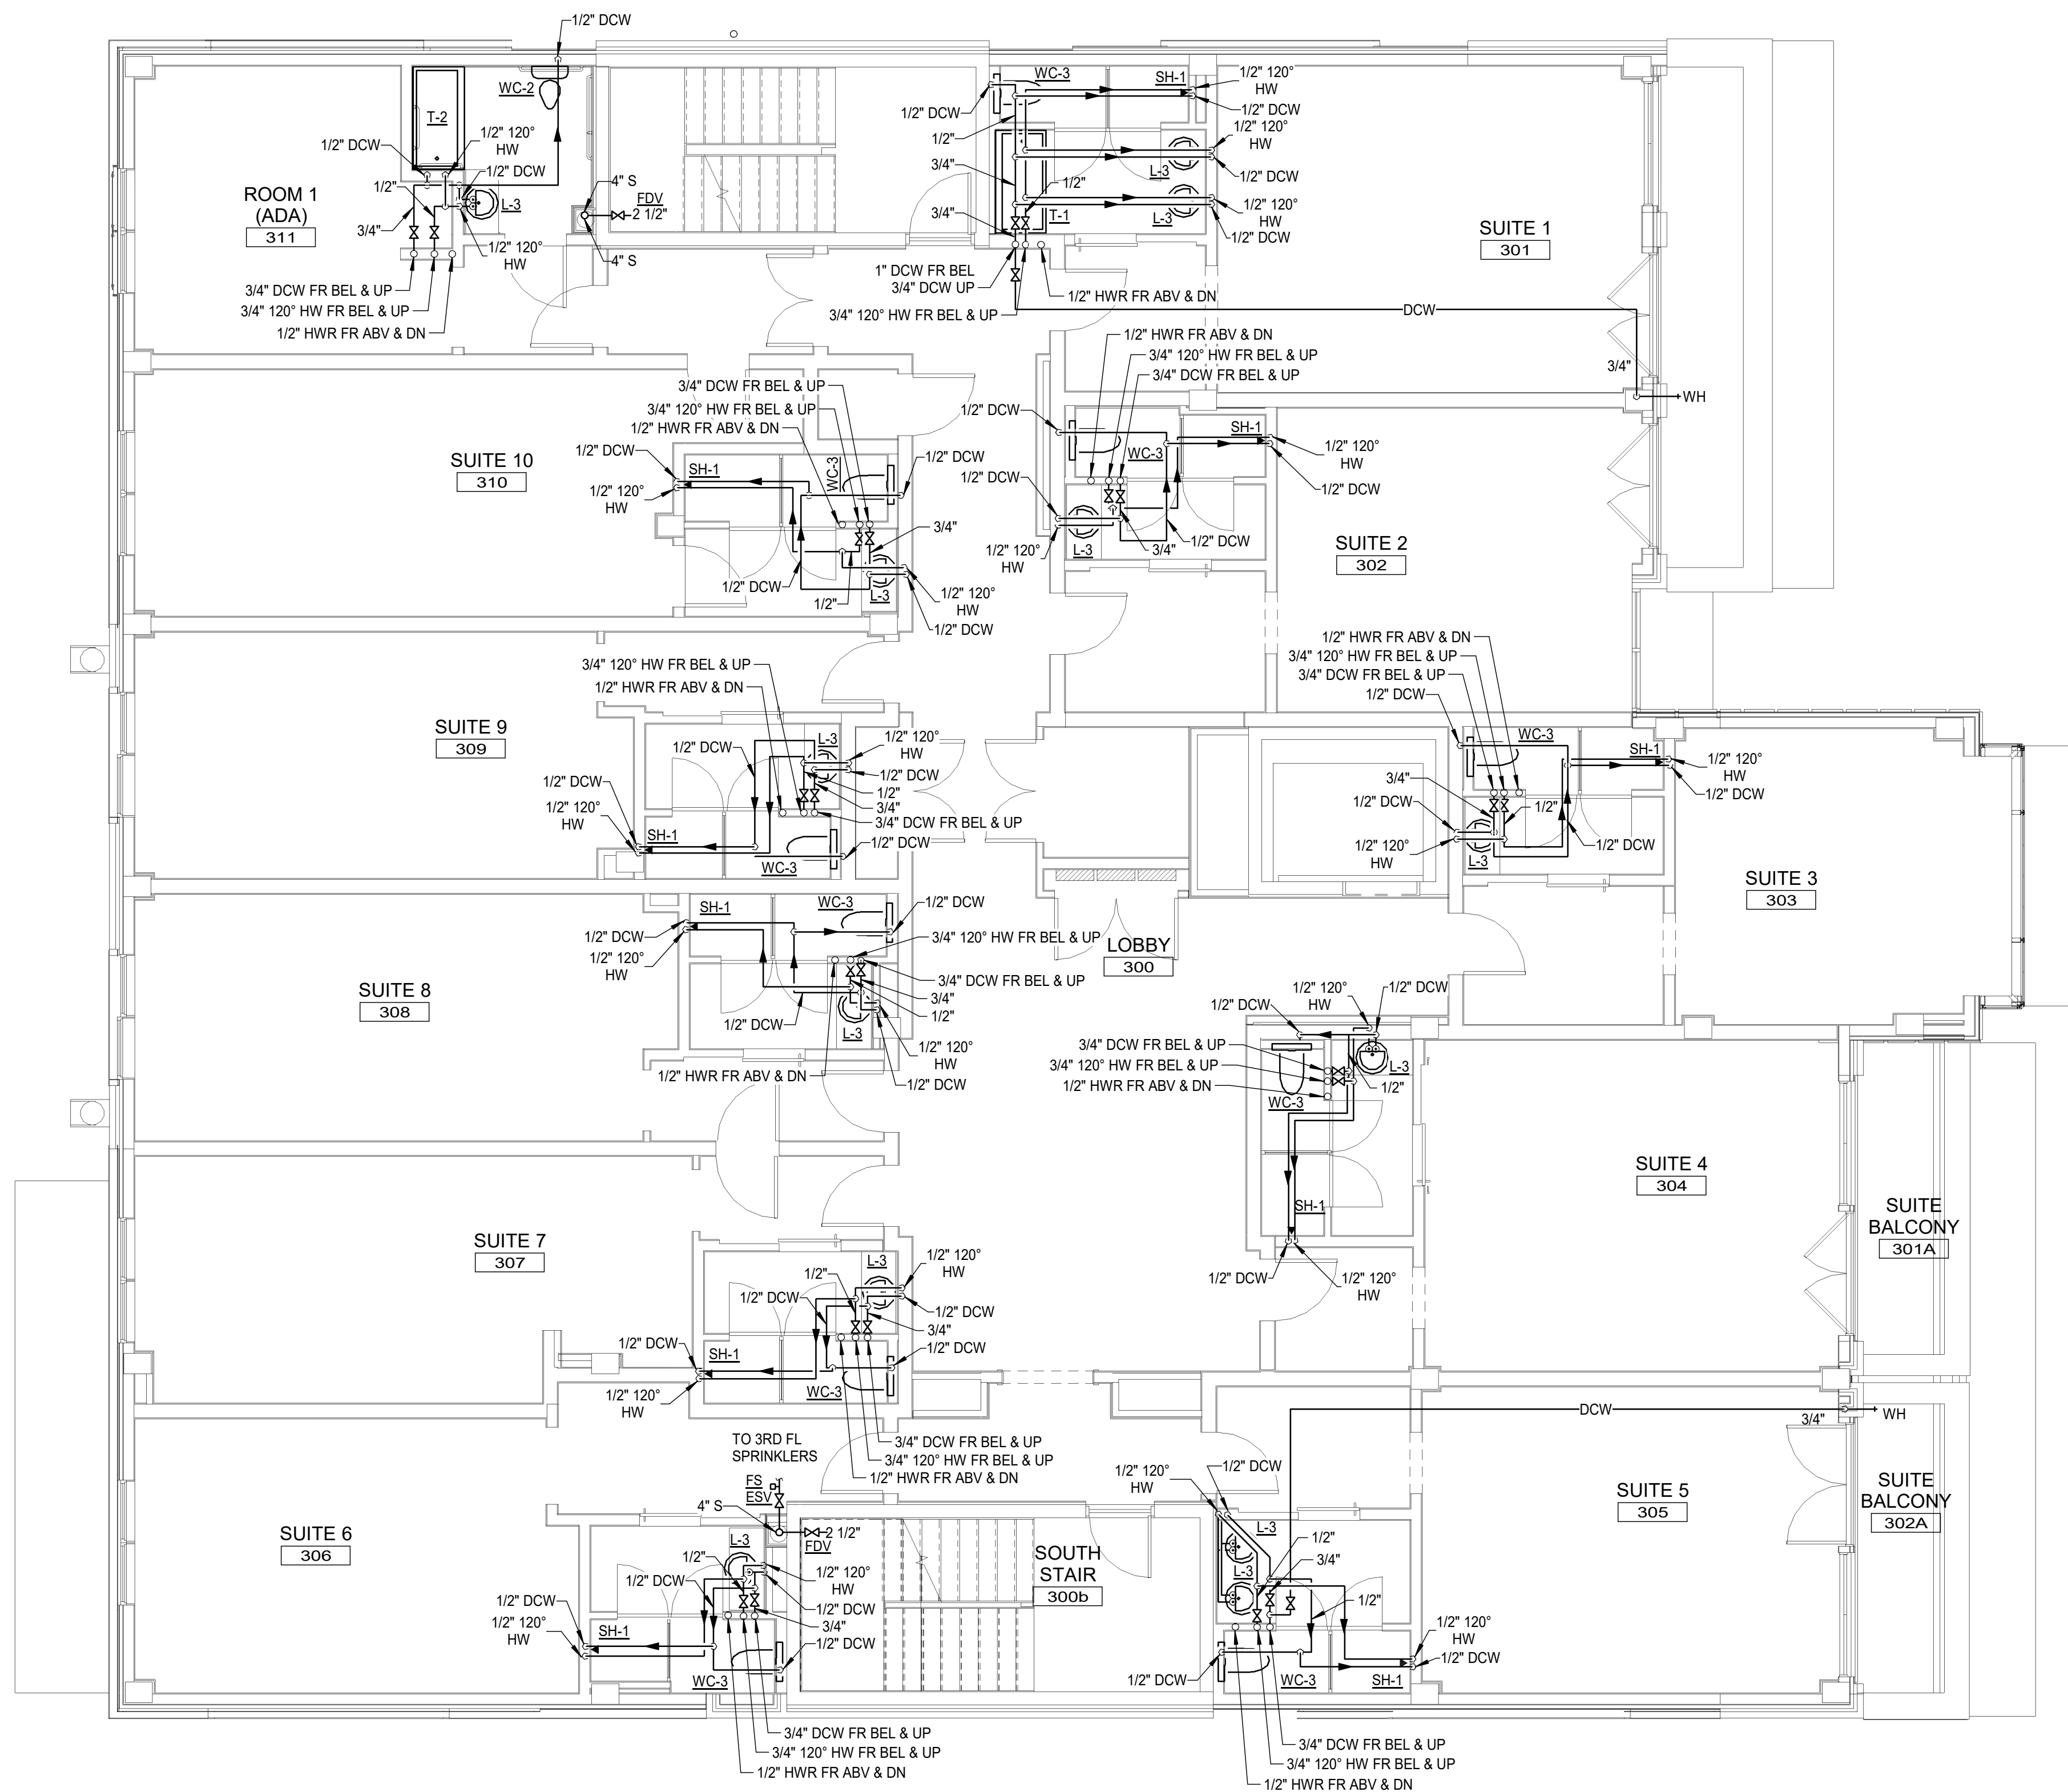 1/2" DCW
WC-2
T-2
1/2" 120°
HW
1/2" DCW
1/2" DCW
1/2"
L-3
ROOM 1
(ADA)
311
3/4"
1/2" 120°
HW
3/4" DCW FR BEL & UP
3/4" 120° HW FR BEL & UP
1/2" HWR FR ABV & DN
4" S
FDV
2 1/2"
4" S
WC-3
SH-1
1/2" 120°
HW
1/2" DCW
1/2" DCW
1/2"
1/2" 120°
HW
L-3
1/2" DCW
3/4"
1/2"
1/2" 120°
HW
3/4"
T-1
L-3
1/2" DCW
1" DCW FR BEL
3/4" DCW UP
1/2" HWR FR ABV & DN
3/4" 120° HW FR BEL & UP
SUITE 1
301
DCW
3/4"
WH
1/2" HWR FR ABV & DN
3/4" 120° HW FR BEL & UP
3/4" DCW FR BEL & UP
1/2" DCW
SH-1
1/2" 120°
HW
WC-3
1/2" DCW
1/2" DCW
1/2" 120°
HW
L-3
3/4"
1/2" DCW
SUITE 2
302
3/4" DCW FR BEL & UP
3/4" 120° HW FR BEL & UP
1/2" HWR FR ABV & DN
SUITE 10
310
1/2" DCW
SH-1
WC-3
1/2" DCW
1/2" 120°
HW
3/4"
1/2" DCW
1/2"
L-3
1/2" 120°
HW
1/2" DCW
3/4" 120° HW FR BEL & UP
1/2" HWR FR ABV & DN
SUITE 9
309
1/2" DCW
L-3
1/2" 120°
HW
1/2" DCW
1/2" DCW
1/2"
3/4"
1/2" 120°
HW
3/4" DCW FR BEL & UP
SH-1
WC-3
1/2" DCW
1/2" HWR FR ABV & DN
3/4" 120° HW FR BEL & UP
3/4" DCW FR BEL & UP
1/2" DCW
WC-3
SH-1
1/2" 120°
HW
1/2" DCW
3/4"
1/2" DCW
1/2"
1/2" 120°
HW
L-3
1/2" DCW
SUITE 3
303
SH-1
WC-3
1/2" DCW
1/2" DCW
1/2" 120°
HW
3/4" 120° HW FR BEL & UP
3/4" DCW FR BEL & UP
3/4"
1/2"
SUITE 8
308
1/2" DCW
L-3
1/2" 120°
HW
1/2" HWR FR ABV & DN
1/2" DCW
LOBBY
300
1/2" 120°
HW
1/2" DCW
1/2" DCW
3/4" DCW FR BEL & UP
3/4" 120° HW FR BEL & UP
1/2" HWR FR ABV & DN
L-3
1/2"
WC-3
SH-1
1/2" DCW
1/2" 120°
HW
SUITE 4
304
SUITE
BALCONY
301A
SUITE 7
307
L-3
1/2" 120°
HW
1/2"
1/2" DCW
1/2" DCW
3/4"
1/2" DCW
SH-1
1/2" DCW
1/2" 120°
HW
WC-3
3/4" DCW FR BEL & UP
3/4" 120° HW FR BEL & UP
1/2" HWR FR ABV & DN
TO 3RD FL
SPRINKLERS
FS
ESV
4" S
2 1/2"
FDV
SUITE 6
306
L-3
1/2"
1/2" DCW
1/2" 120°
HW
1/2" DCW
1/2" DCW
3/4"
1/2" 120°
HW
SH-1
1/2" DCW
WC-3
3/4" DCW FR BEL & UP
3/4" 120° HW FR BEL & UP
1/2" HWR FR ABV & DN
SOUTH
STAIR
300b
DCW
3/4"
WH
1/2" DCW
1/2" 120°
HW
L-3
1/2"
3/4"
L-3
1/2"
1/2" 120°
HW
1/2" DCW
1/2" DCW
WC-3
SH-1
3/4" DCW FR BEL & UP
3/4" 120° HW FR BEL & UP
1/2" HWR FR ABV & DN
SUITE 5
305
SUITE
BALCONY
302A